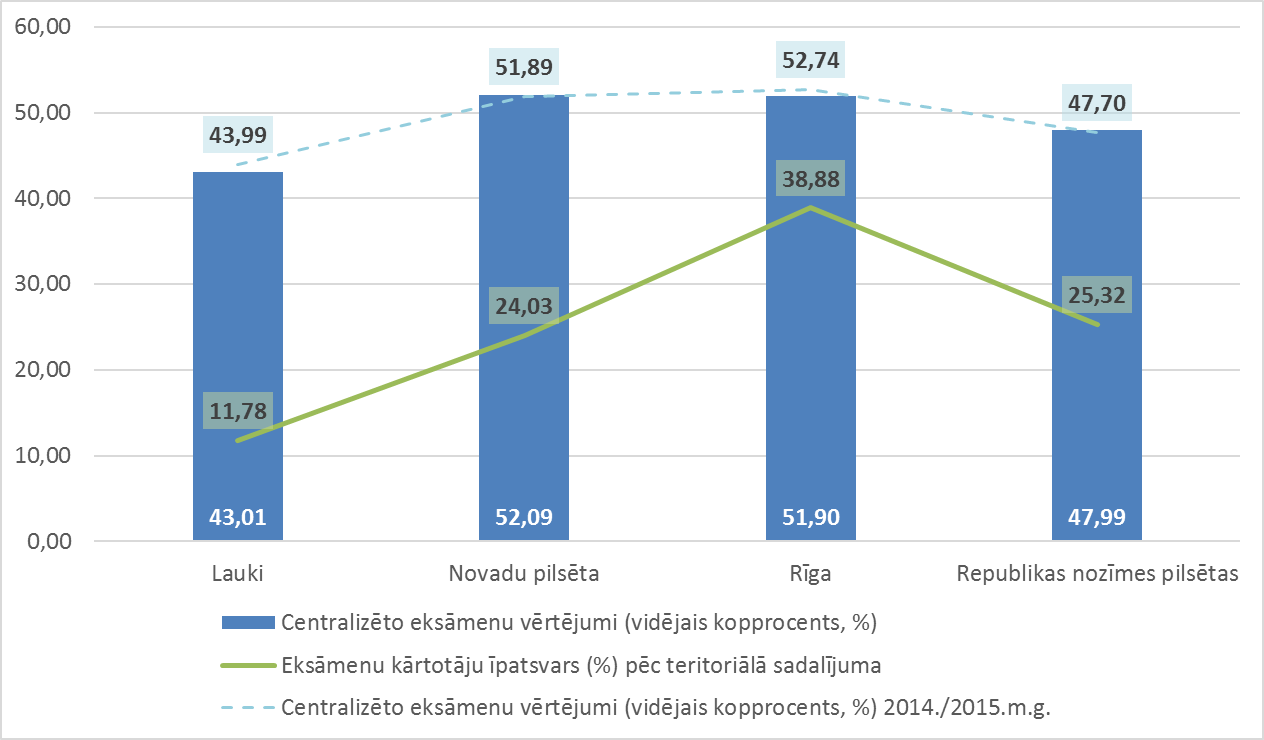 60,00
50,00
40,00
30,00
20,00
10,00
0,00
43,99
51,89
52,74
47,70
11,78
24,03
38,88
25,32
43,01
52,09
51,90
47,99
Lauki
Novadu pilsēta
Rīga
Republikas nozīmes pilsētas
Centralizēto eksāmenu vērtējumi (vidējais kopprocents, %)
Eksāmenu kārtotāju īpatsvars (%) pēc teritoriālā sadalījuma
Centralizēto eksāmenu vērtējumi (vidējais kopprocents, %) 2014./2015.m.g.